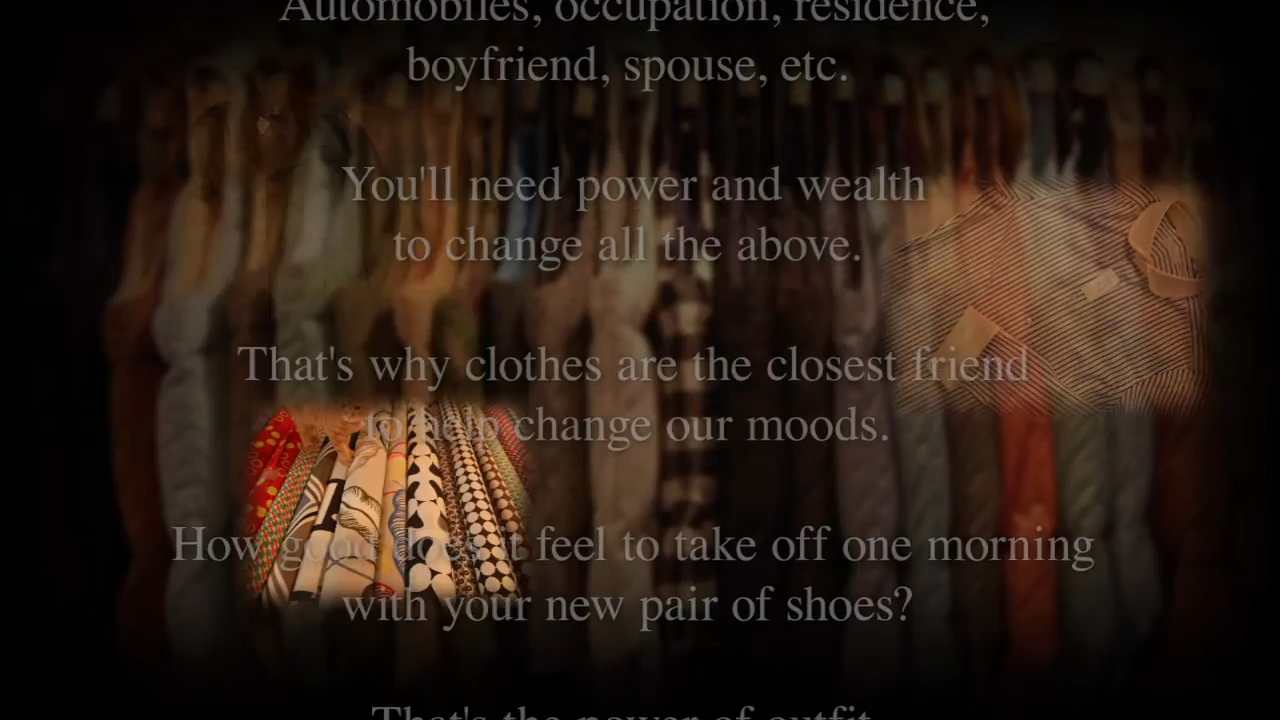 Automobiles, occupation, residence,
boyfriend, spouse, etc.
You'll need power and wealth
to change all the above.
That's why clothes are the closest friend
to help change our moods.
How good does it feel to take off one morning
with your new pair of shoes?
That's the power of outfit